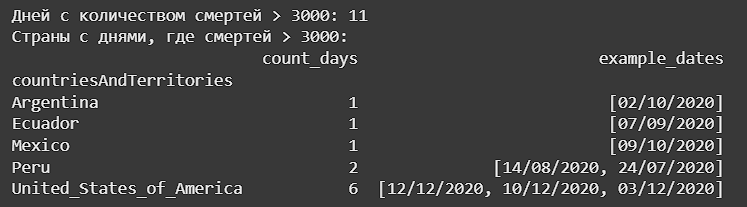 Дней с количеством смертей > 3000: 11
Страны с днями, где смертей > 3000:
count_days example_dates
countriesAndTerritories
Argentina 1 [02/10/2020]
Ecuador 1 [07/09/2020]
Mexico 1 [09/10/2020]
Peru 2 [14/08/2020, 24/07/2020]
United_States_of_America 6 [12/12/2020, 10/12/2020, 03/12/2020]